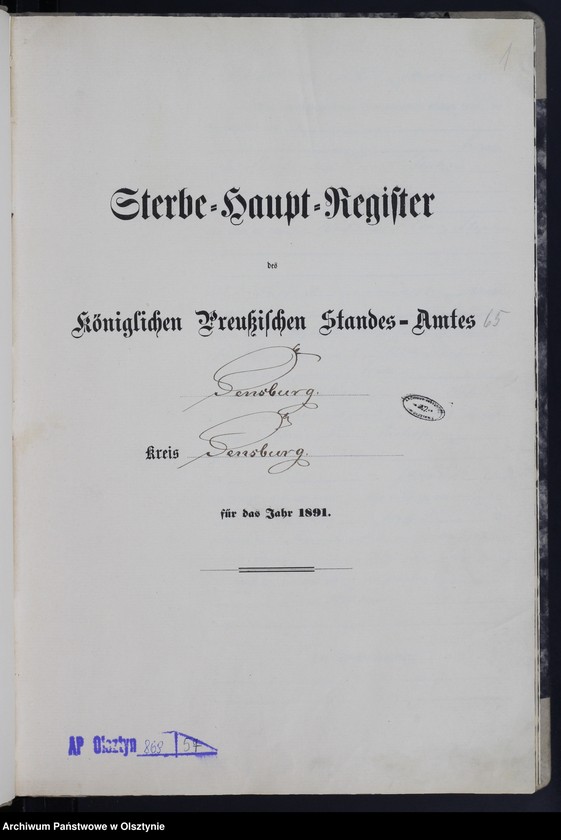 1
Sterbe-Haupt-Register
des
Königlichen Preußischen Standes-Amtes 65
Sensburg.
Kreis Sensburg.
für das Jahr 1891.
AP Olsztyn 868 57
Archiwum Państwowe w Olsztynie